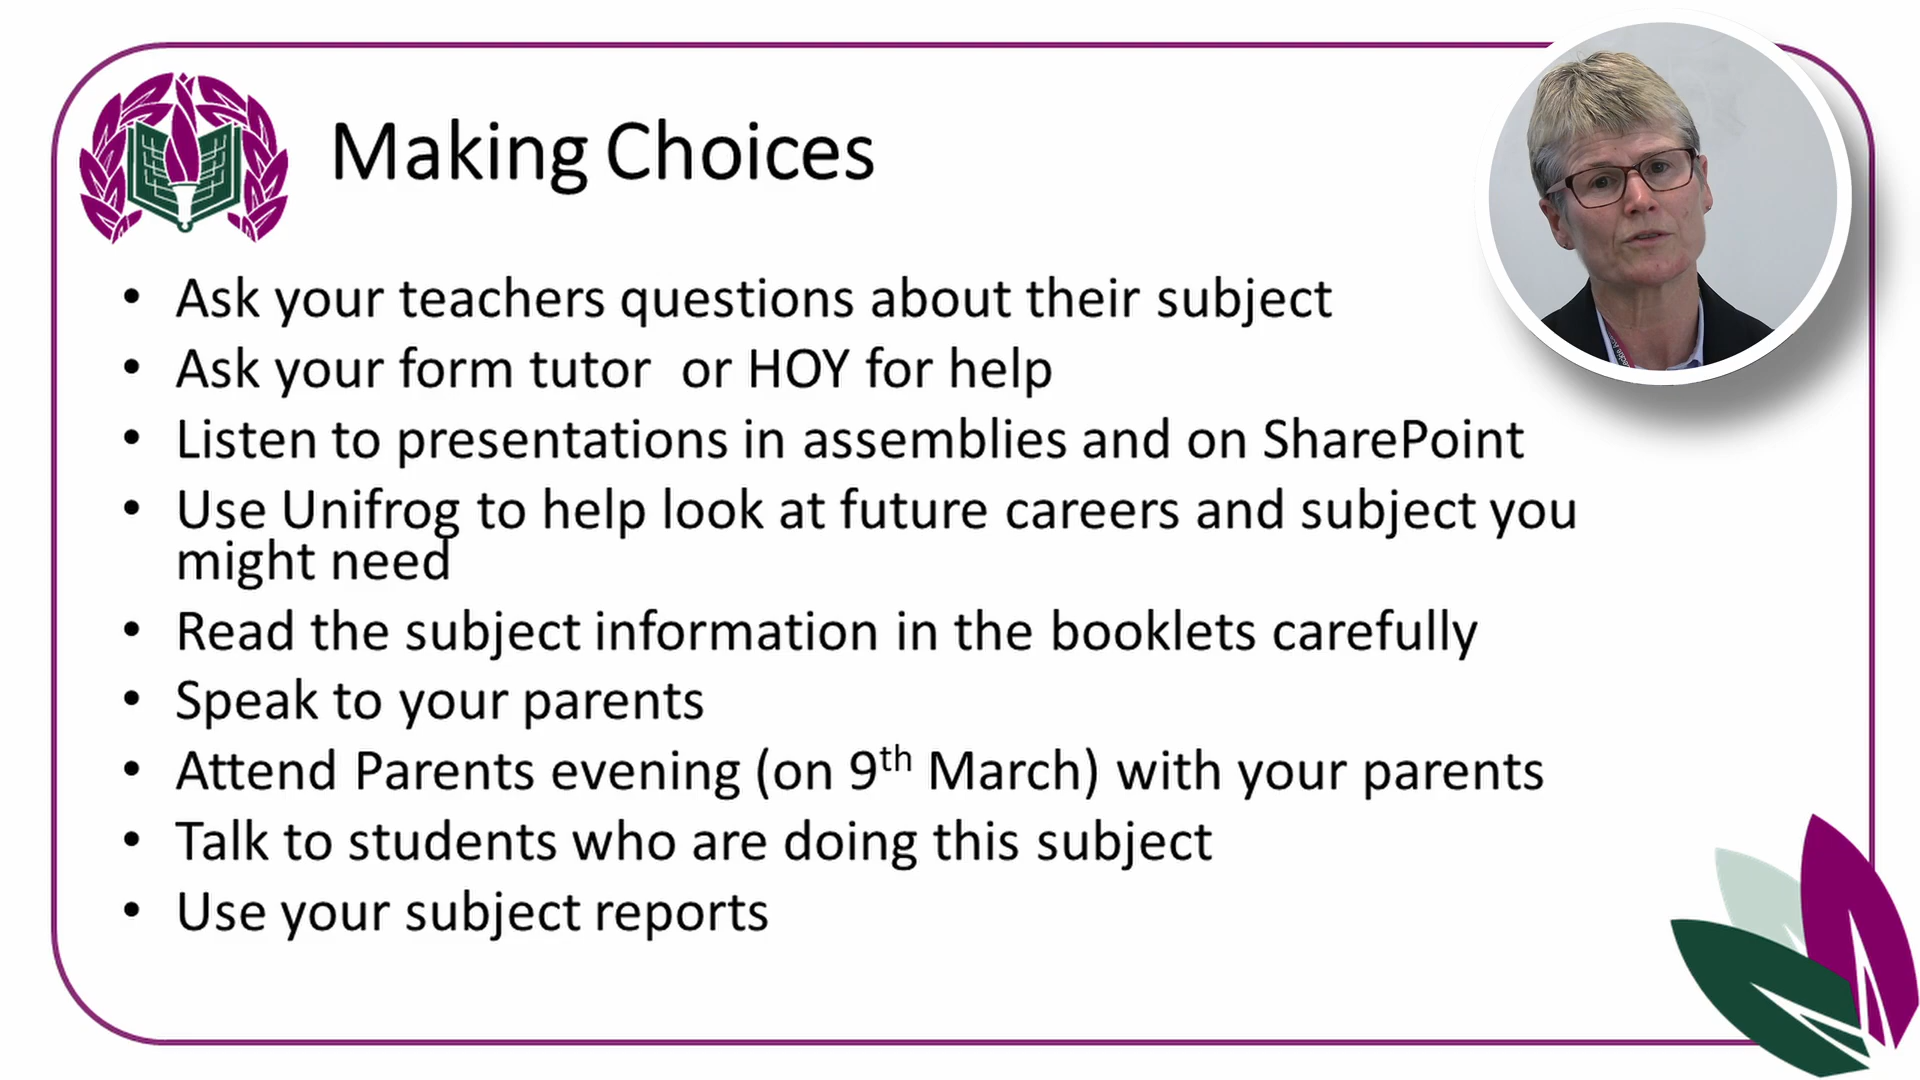 Making Choices
• Ask your teachers questions about their subject
• Ask your form tutor  or HOY for help
• Listen to presentations in assemblies and on SharePoint
• Use Unifrog to help look at future careers and subject you
might need
• Read the subject information in the booklets carefully
• Speak to your parents
• Attend Parents evening (on 9th March) with your parents
• Talk to students who are doing this subject
• Use your subject reports